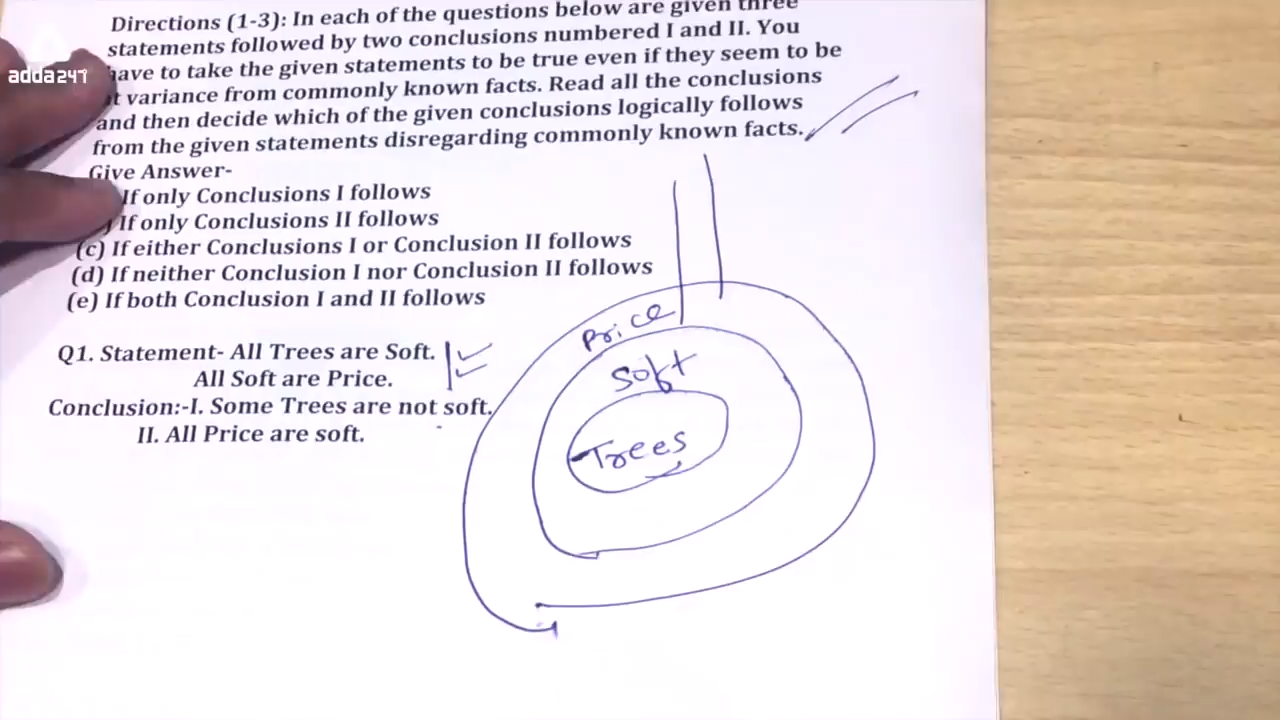 Directions (1-3): In each of the questions below are given three
statements followed by two conclusions numbered I and II. You
have to take the given statements to be true even if they seem to be
at variance from commonly known facts. Read all the conclusions
and then decide which of the given conclusions logically follows
from the given statements disregarding commonly known facts.
Give Answer-
If only Conclusions I follows
) If only Conclusions II follows
(c) If either Conclusions I or Conclusion II follows
(d) If neither Conclusion I nor Conclusion II follows
(e) If both Conclusion I and II follows
Q1. Statement- All Trees are Soft.
All Soft are Price.
Conclusion:-I. Some Trees are not soft.
II. All Price are soft.
Price
Soft
Trees
adda247